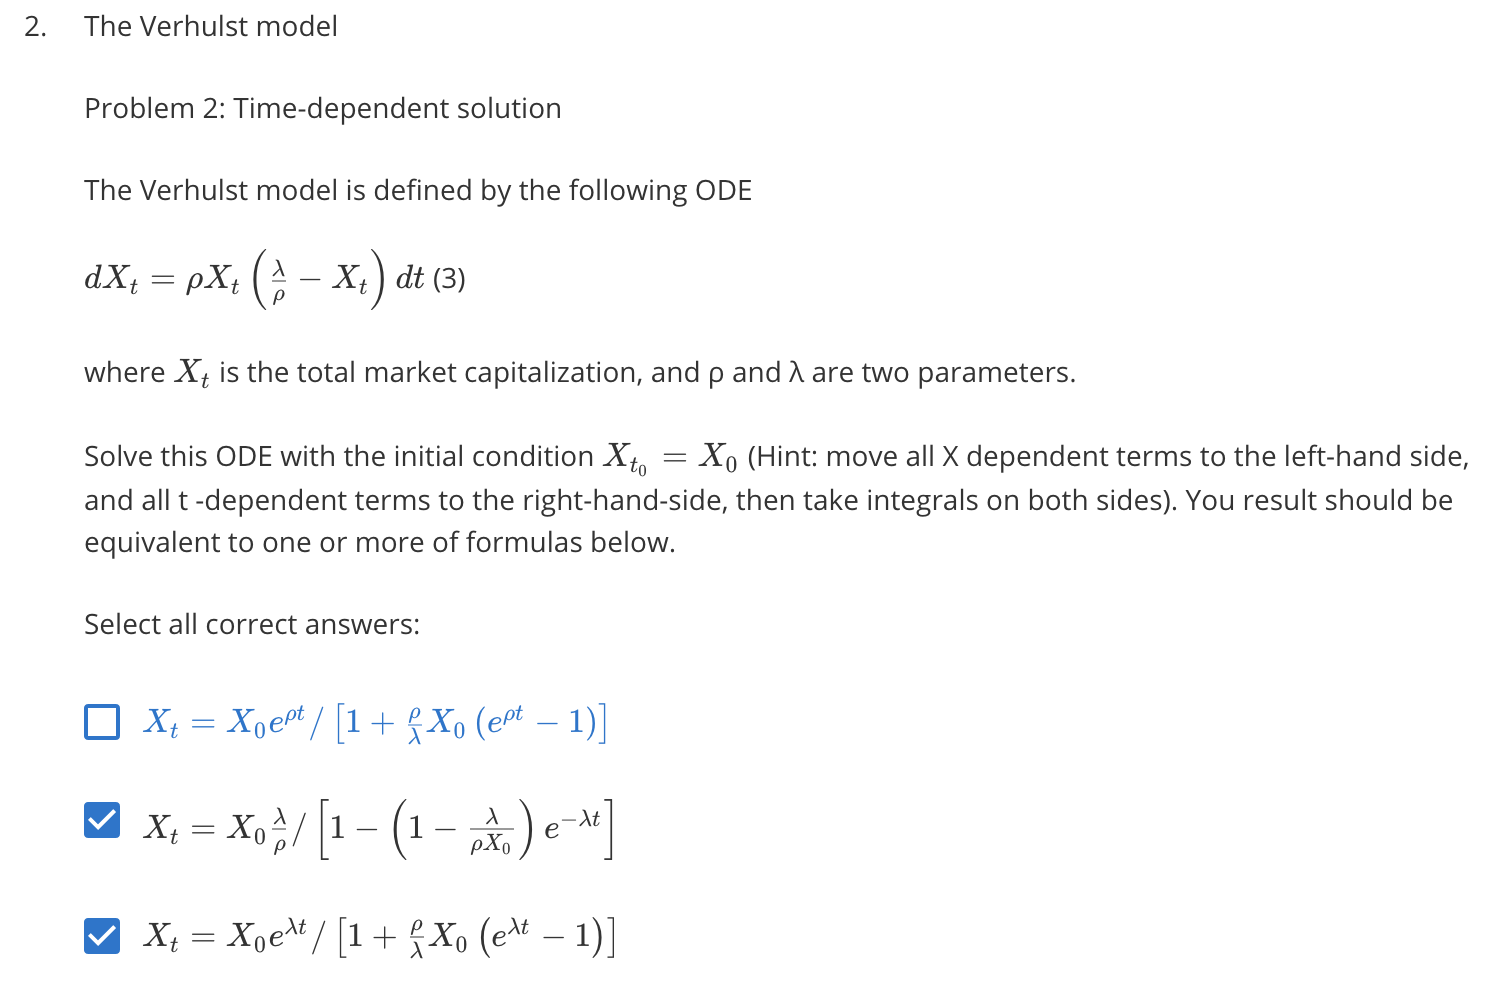 2. The Verhulst model
Problem 2: Time-dependent solution
The Verhulst model is defined by the following ODE
$dX_t = \rho X_t \left( \frac{\lambda}{\rho} - X_t \right) dt$ (3)
where $X_t$ is the total market capitalization, and ρ and λ are two parameters.
Solve this ODE with the initial condition $X_{t_0} = X_0$ (Hint: move all X dependent terms to the left-hand side,
and all t -dependent terms to the right-hand-side, then take integrals on both sides). You result should be
equivalent to one or more of formulas below.
Select all correct answers:
$X_t = X_0 e^{\rho t} / \left[ 1 + \frac{\rho}{\lambda} X_0 \left( e^{\rho t} - 1 \right) \right]$
$X_t = X_0 \frac{\lambda}{\rho} / \left[ 1 - \left( 1 - \frac{\lambda}{\rho X_0} \right) e^{-\lambda t} \right]$
$X_t = X_0 e^{\lambda t} / \left[ 1 + \frac{\rho}{\lambda} X_0 \left( e^{\lambda t} - 1 \right) \right]$